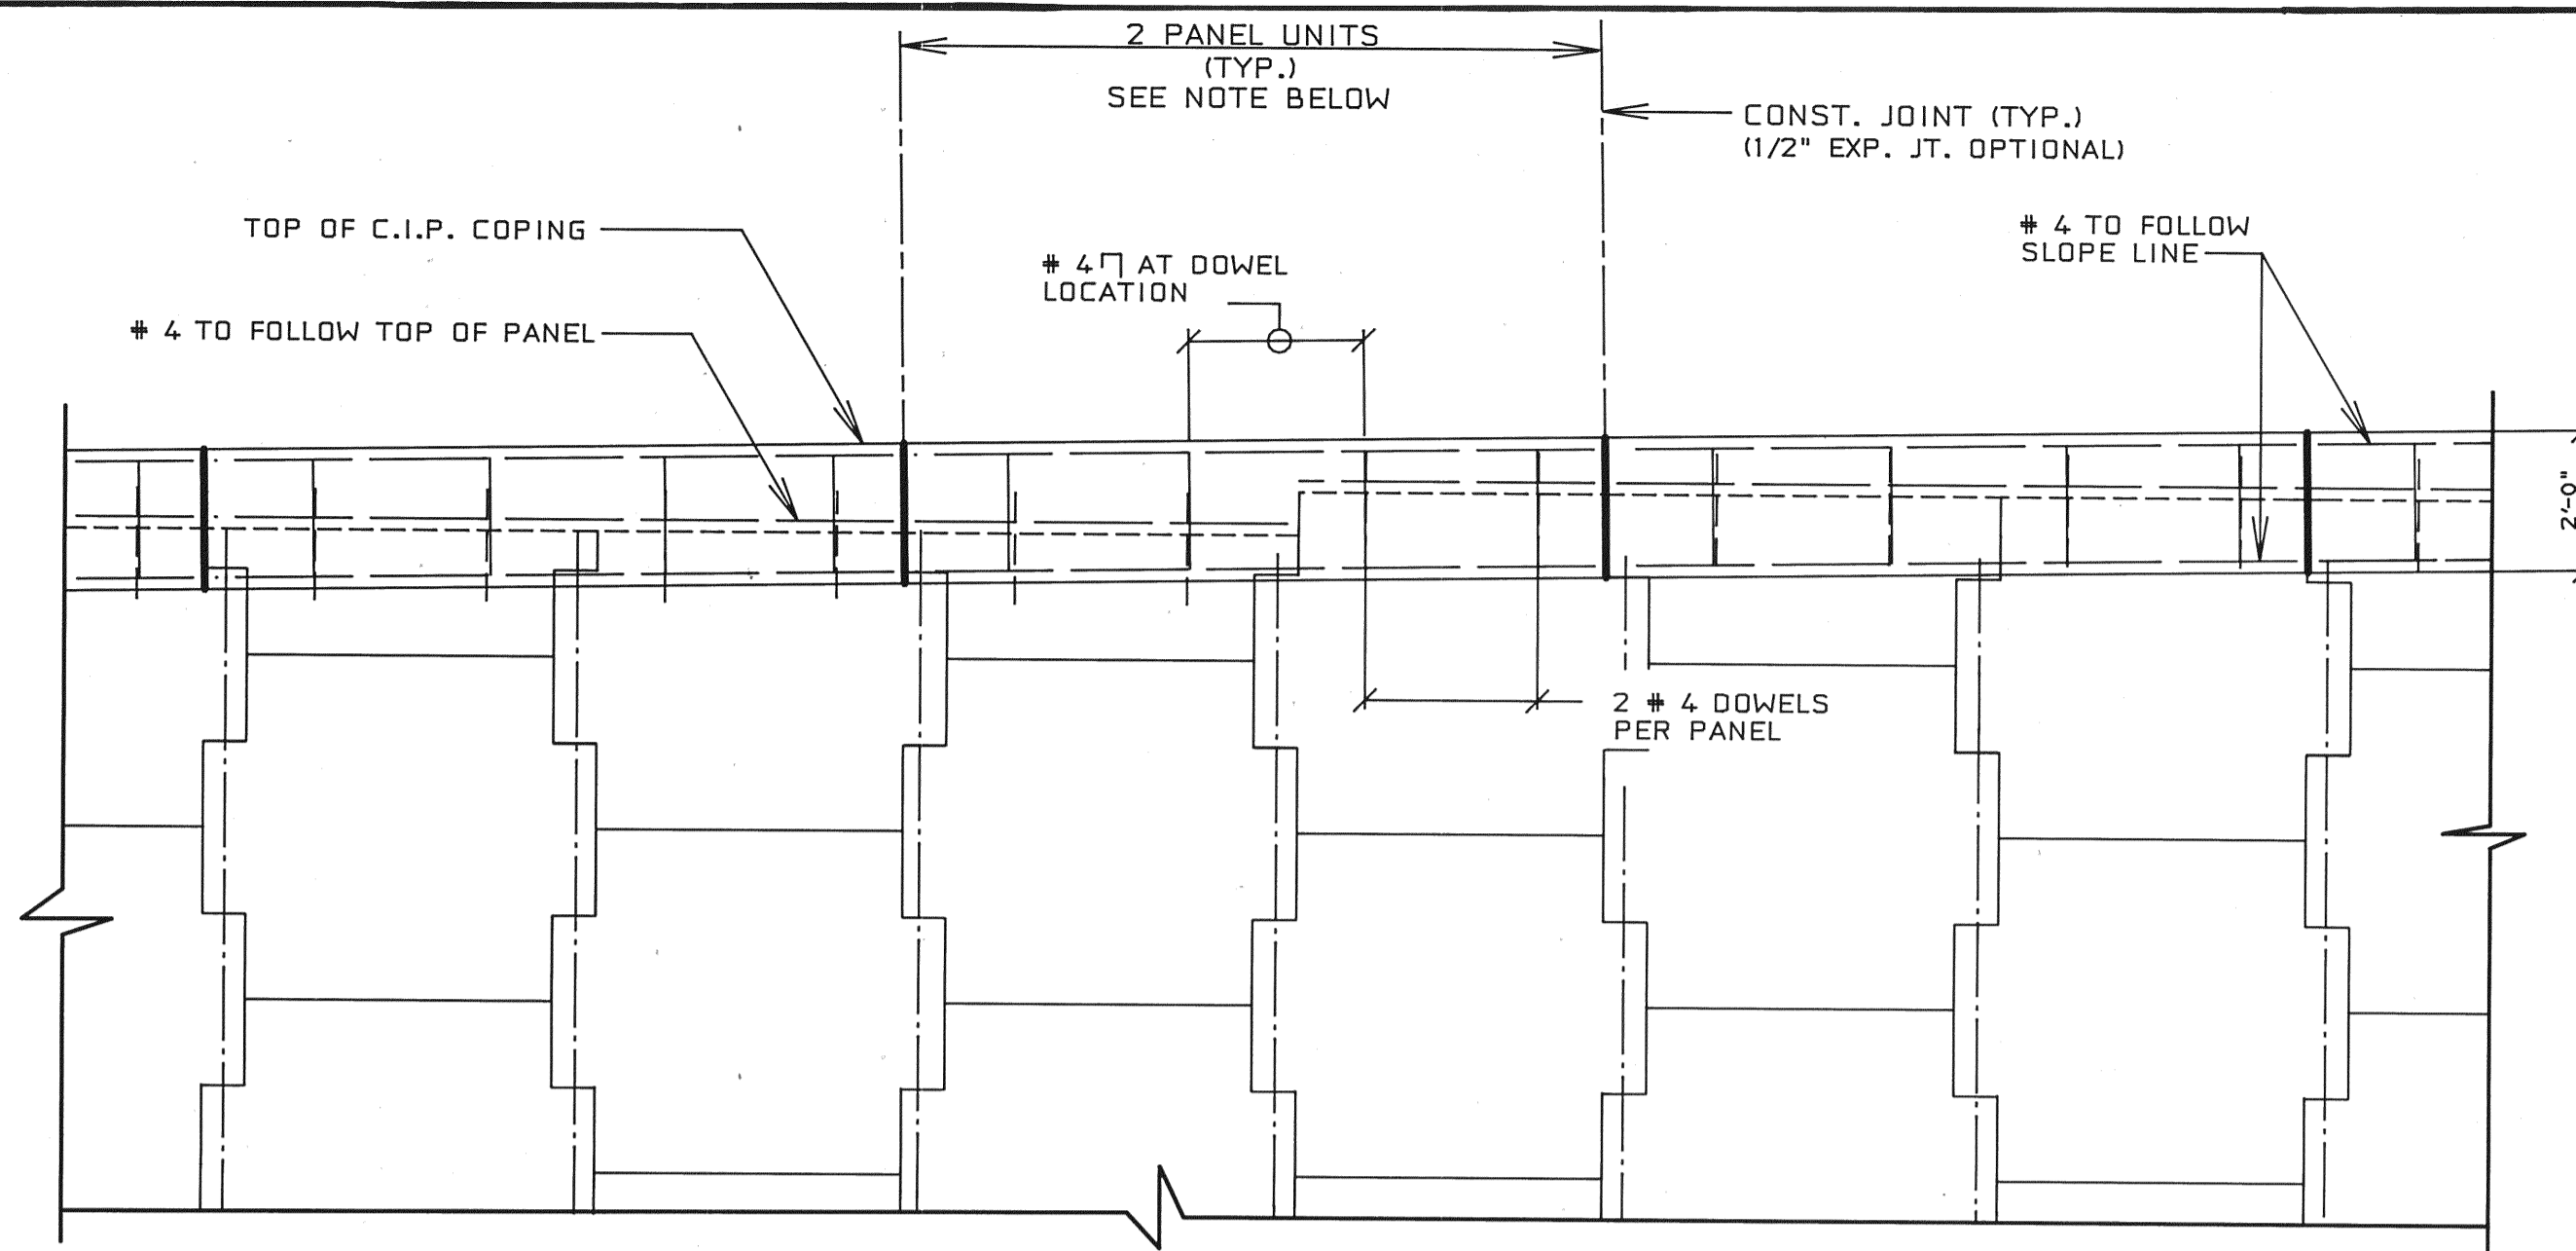 2 PANEL UNITS
(TYP.)
SEE NOTE BELOW
CONST. JOINT (TYP.)
(1/2" EXP. JT. OPTIONAL)
TOP OF C.I.P. COPING
# 4 TO FOLLOW
SLOPE LINE
# 4 ⊓ AT DOWEL
LOCATION
# 4 TO FOLLOW TOP OF PANEL
2'-0"
2 # 4 DOWELS
PER PANEL